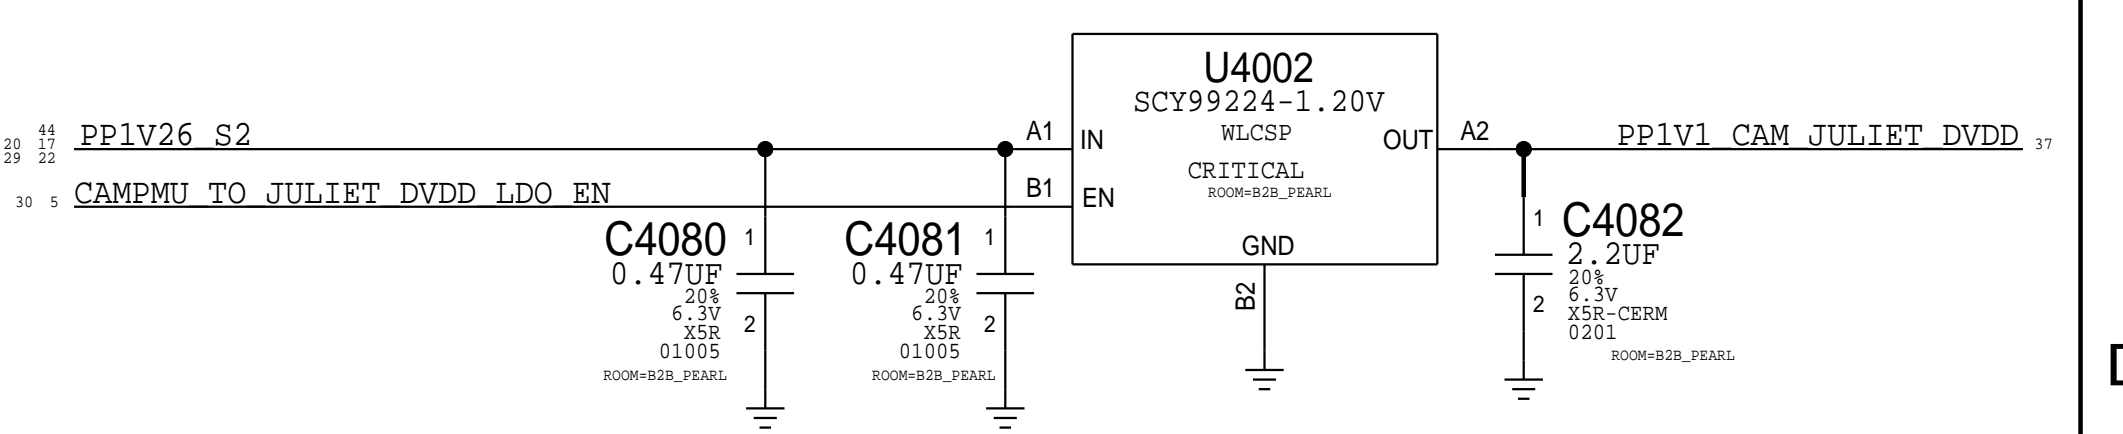 U4002
SCY99224-1.20V
WLCSP
CRITICAL
ROOM=B2B_PEARL
A1 IN
B1 EN
OUT A2
GND
B2
44
20 17
29 22
PP1V26_S2
30 5
CAMPMU_TO_JULIET_DVDD_LDO_EN
PP1V1_CAM_JULIET_DVDD 37
C4080 1
0.47UF
20%
6.3V
X5R 2
01005
ROOM=B2B_PEARL
C4081 1
0.47UF
20%
6.3V
X5R 2
01005
ROOM=B2B_PEARL
1 C4082
2.2UF
20%
2 6.3V
X5R-CERM
0201
ROOM=B2B_PEARL